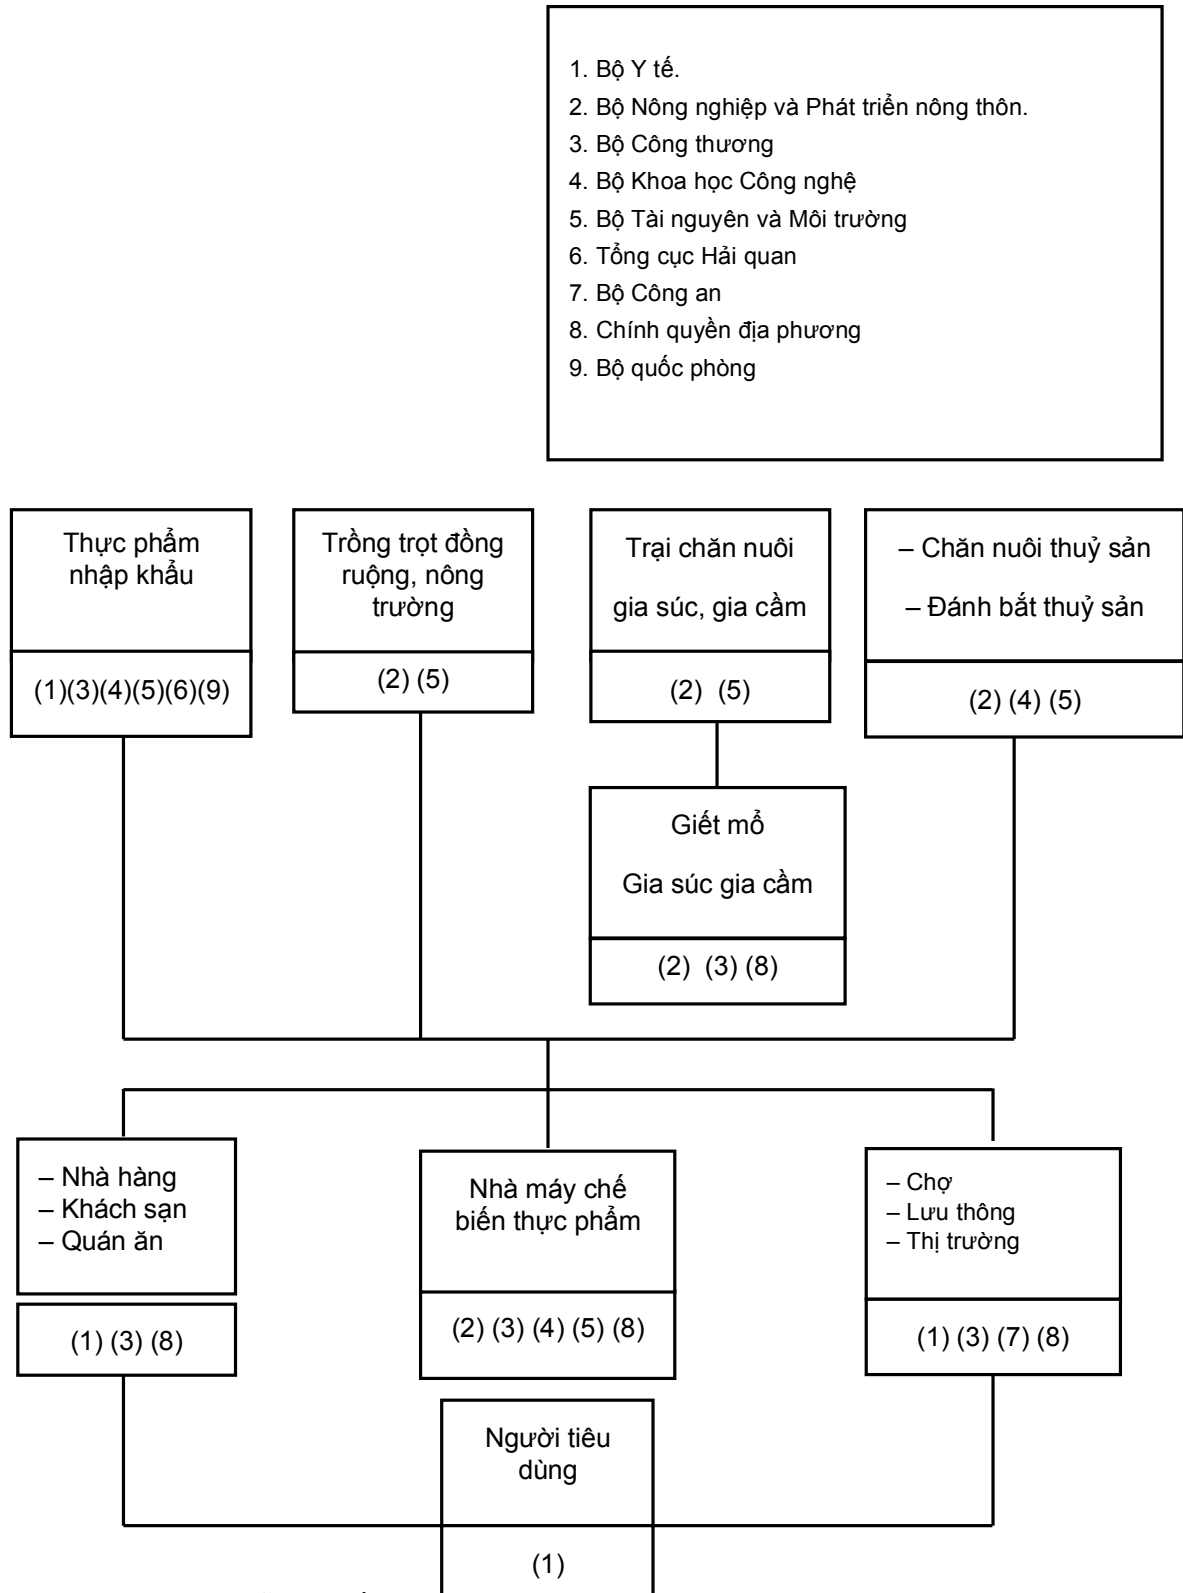 1. Bộ Y tế.
2. Bộ Nông nghiệp và Phát triển nông thôn.
3. Bộ Công thương
4. Bộ Khoa học Công nghệ
5. Bộ Tài nguyên và Môi trường
6. Tổng cục Hải quan
7. Bộ Công an
8. Chính quyền địa phương
9. Bộ quốc phòng
Thực phẩm
nhập khẩu
(1)(3)(4)(5)(6)(9)
Trồng trọt đồng
ruộng, nông
trường
(2) (5)
Trại chăn nuôi
gia súc, gia cầm
(2) (5)
– Chăn nuôi thuỷ sản
– Đánh bắt thuỷ sản
(2) (4) (5)
Giết mổ
Gia súc gia cầm
(2) (3) (8)
– Nhà hàng
– Khách sạn
– Quán ăn
(1) (3) (8)
Nhà máy chế
biến thực phẩm
(2) (3) (4) (5) (8)
– Chợ
– Lưu thông
– Thị trường
(1) (3) (7) (8)
Người tiêu
dùng
(1)